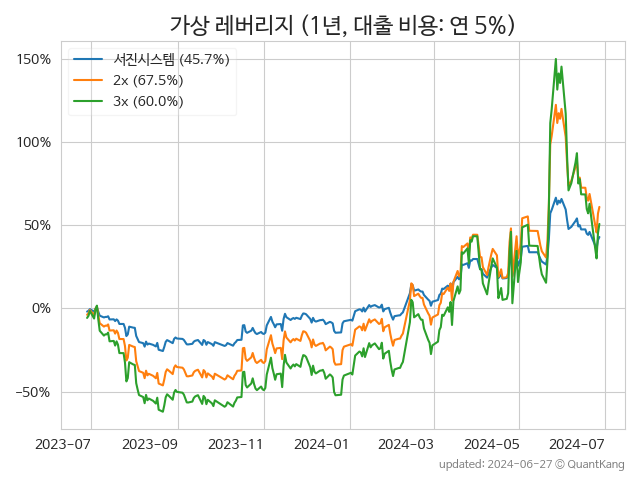 가상 레버리지 (1년, 대출 비용: 연 5%)
150%
100%
50%
0%
−50%
서진시스템 (45.7%)
2x (67.5%)
3x (60.0%)
2023-07
2023-09
2023-11
2024-01
2024-03
2024-05
2024-07
updated: 2024-06-27 © QuantKang